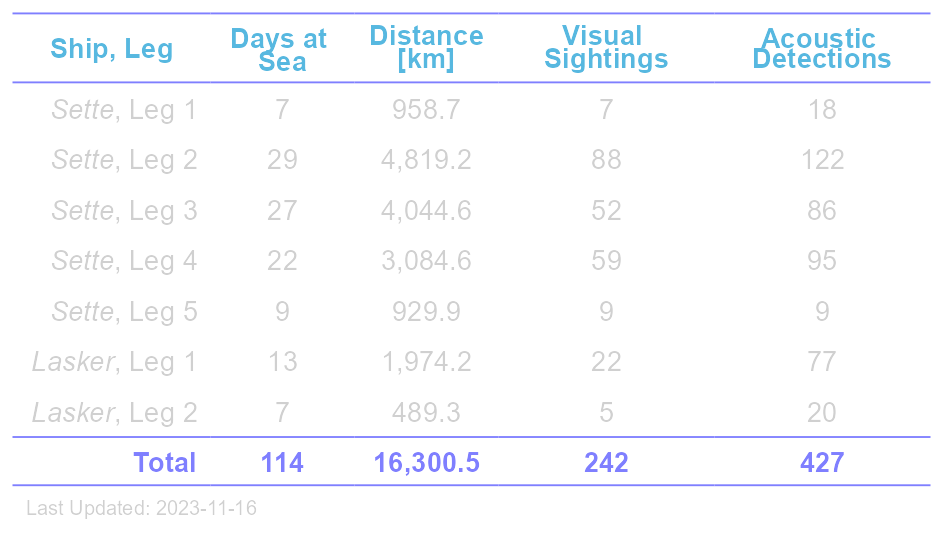 Ship, Leg Days at Sea Distance [km] Visual Sightings Acoustic Detections
Sette, Leg 1 7 958.7 7 18
Sette, Leg 2 29 4,819.2 88 122
Sette, Leg 3 27 4,044.6 52 86
Sette, Leg 4 22 3,084.6 59 95
Sette, Leg 5 9 929.9 9 9
Lasker, Leg 1 13 1,974.2 22 77
Lasker, Leg 2 7 489.3 5 20
Total 114 16,300.5 242 427
Last Updated: 2023-11-16